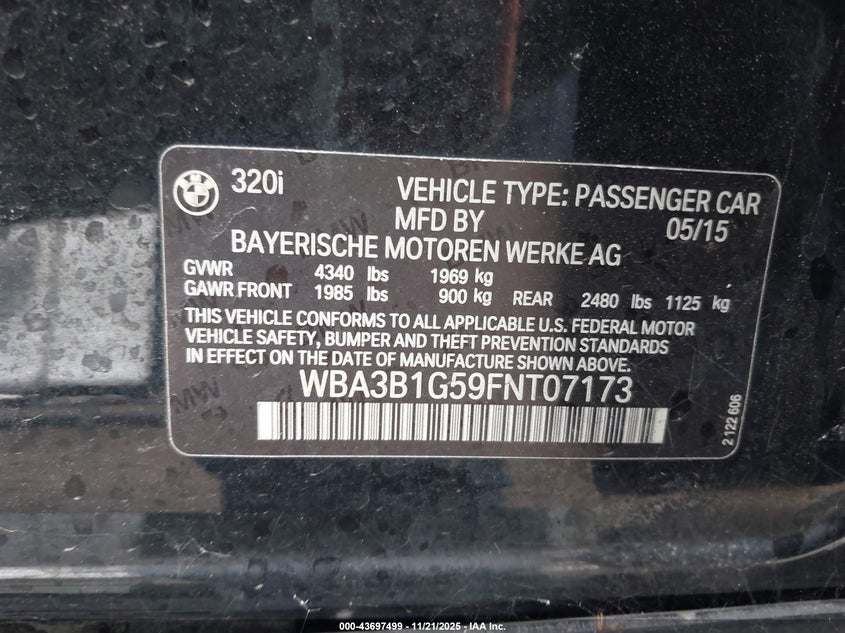 320i VEHICLE TYPE: PASSENGER CAR
MFD BY 05/15
BAYERISCHE MOTOREN WERKE AG
GVWR 4340 lbs 1969 kg
GAWR FRONT 1985 lbs 900 kg REAR 2480 lbs 1125 kg
THIS VEHICLE CONFORMS TO ALL APPLICABLE U.S. FEDERAL MOTOR
VEHICLE SAFETY, BUMPER AND THEFT PREVENTION STANDARDS
IN EFFECT ON THE DATE OF MANUFACTURE SHOWN ABOVE.
WBA3B1G59FNT07173
2 122 606
000-43697499 - 11/21/2025 - IAA Inc.